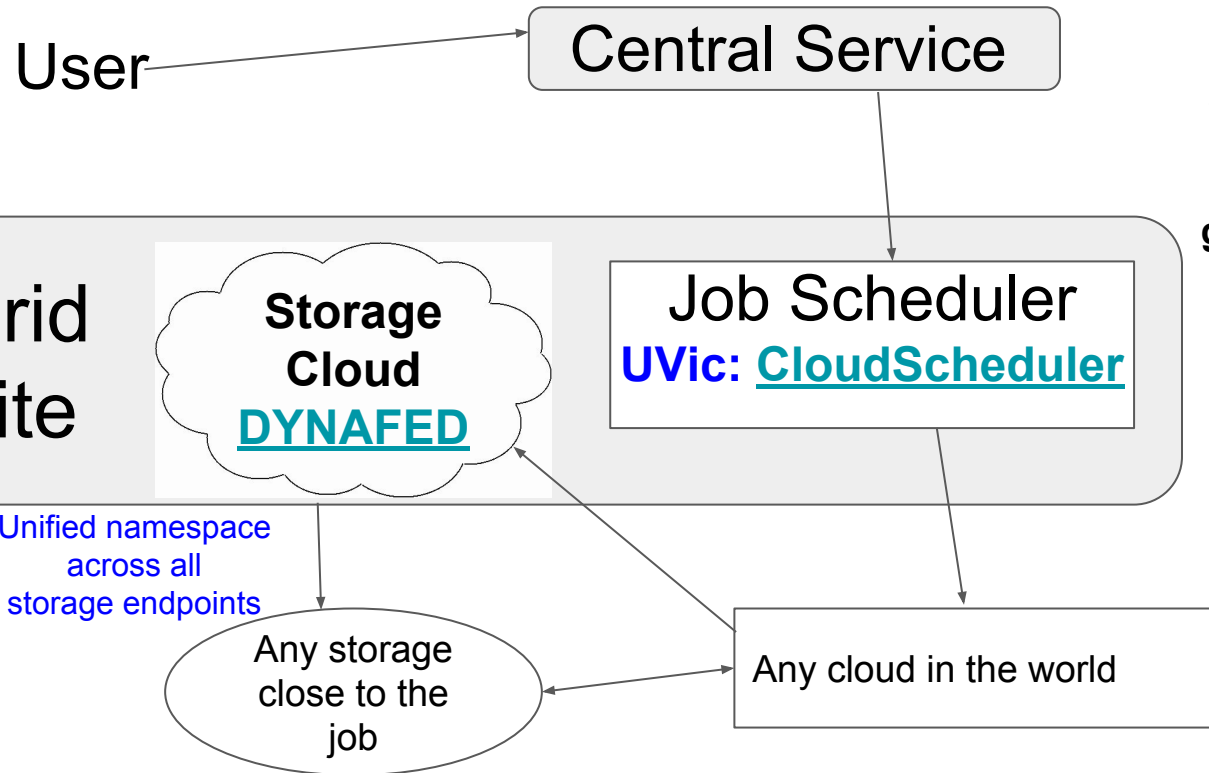 User
Central Service
g
rid
ite
Storage
Cloud
DYNAFED
Job Scheduler
UVic: CloudScheduler
Unified namespace
across all
storage endpoints
Any storage
close to the
job
Any cloud in the world